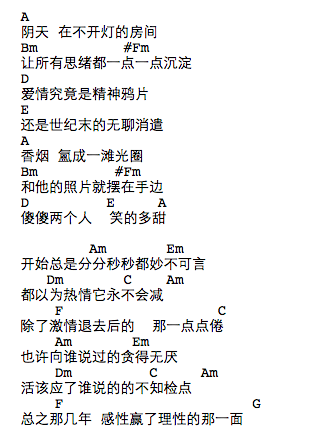 A
阴天 在不开灯的房间
Bm #Fm
让所有思绪都一点一点沉淀
D
爱情究竟是精神鸦片
E
还是世纪末的无聊消遣
A
香烟 氲成一滩光圈
Bm #Fm
和他的照片就摆在手边
D E A
傻傻两个人 笑的多甜
Am Em
开始总是分分秒秒都妙不可言
Dm C Am
都以为热情它永不会减
F C
除了激情退去后的 那一点点倦
Am Em
也许向谁说过的贪得无厌
Dm C Am
活该应了谁说的的不知检点
F G
总之那几年 感性赢了理性的那一面